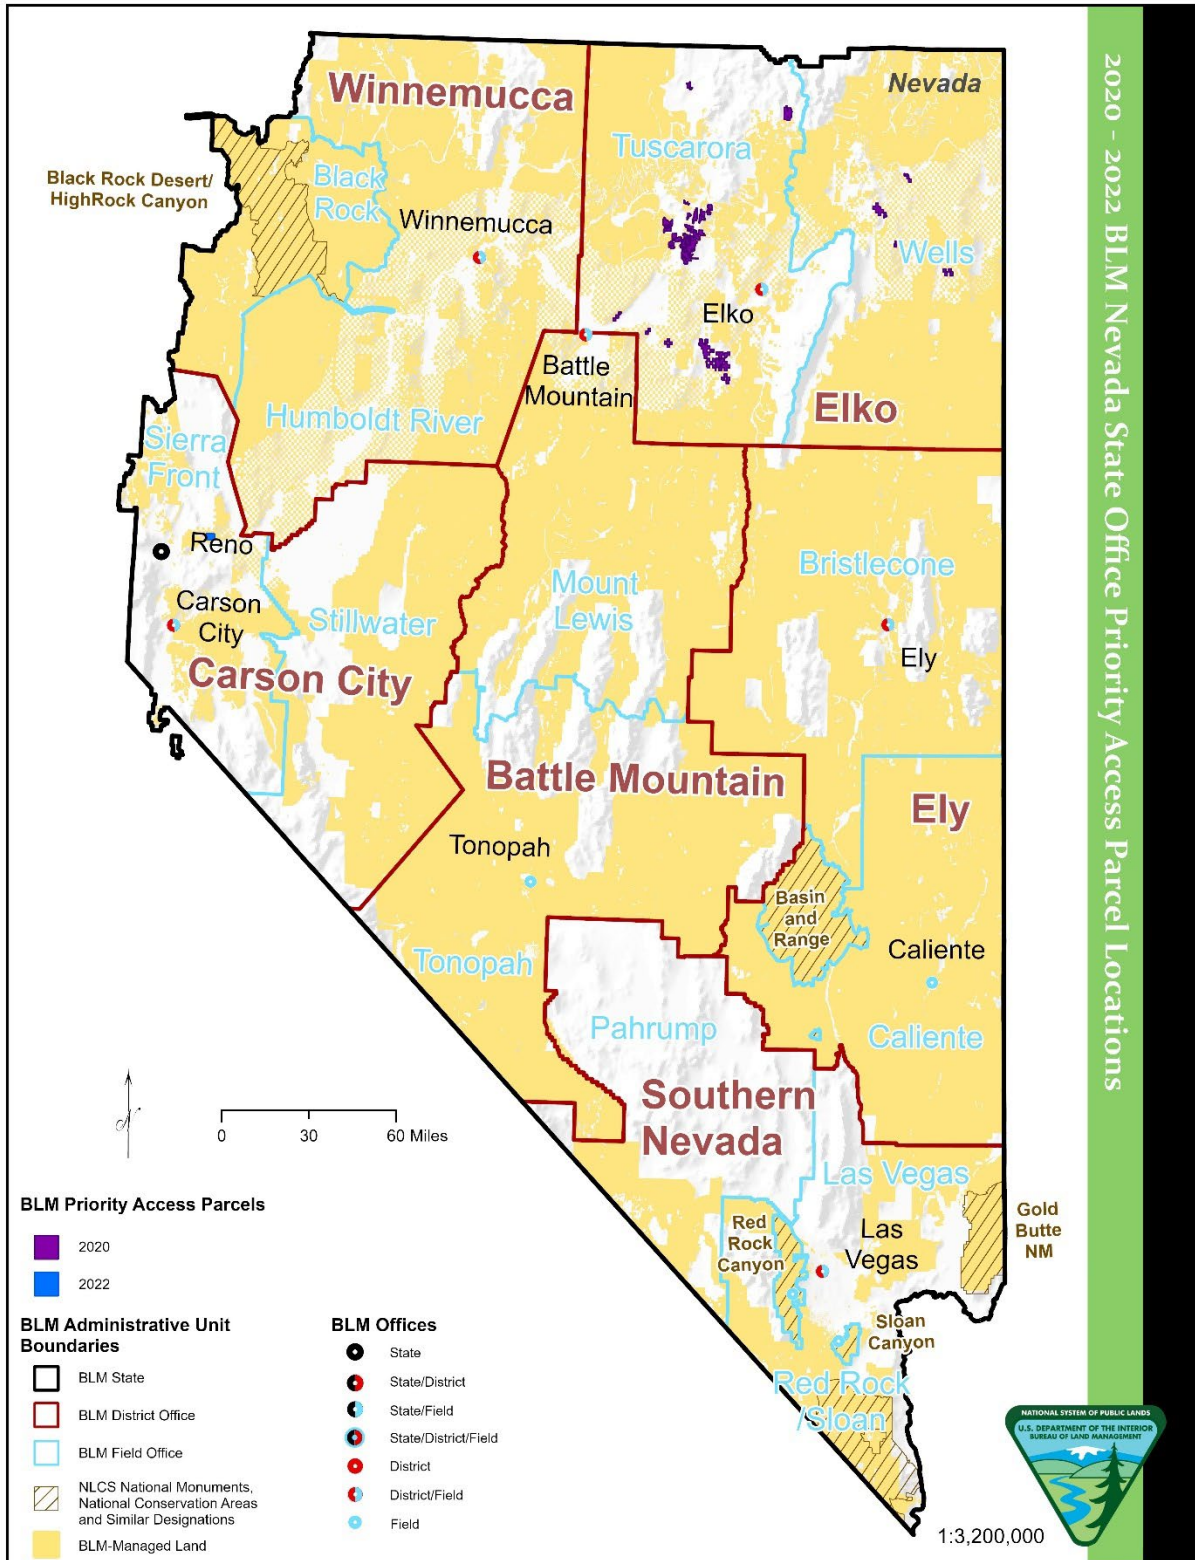 2020 - 2022 BLM Nevada State Office Priority Access Parcel Locations
Nevada
Winnemucca
Tuscarora
Black Rock Desert/
HighRock Canyon
Black
Rock
Winnemucca
Wells
Elko
Battle
Mountain
Elko
Humboldt River
Sierra
Front
Reno
Bristlecone
Mount
Lewis
Carson
City
Stillwater
Ely
Carson City
Battle Mountain
Ely
Tonopah
Basin
and
Range
Caliente
Tonopah
Pahrump
Caliente
Southern
Nevada
N
0 30 60 Miles
Las Vegas
Red
Rock
Canyon
Las
Vegas
Gold
Butte
NM
Sloan
Canyon
Red Rock
/Sloan
BLM Priority Access Parcels
2020
2022
BLM Administrative Unit
Boundaries
BLM State
BLM District Office
BLM Field Office
NLCS National Monuments,
National Conservation Areas
and Similar Designations
BLM-Managed Land
BLM Offices
State
State/District
State/Field
State/District/Field
District
District/Field
Field
NATIONAL SYSTEM OF PUBLIC LANDS
U.S. DEPARTMENT OF THE INTERIOR
BUREAU OF LAND MANAGEMENT
1:3,200,000